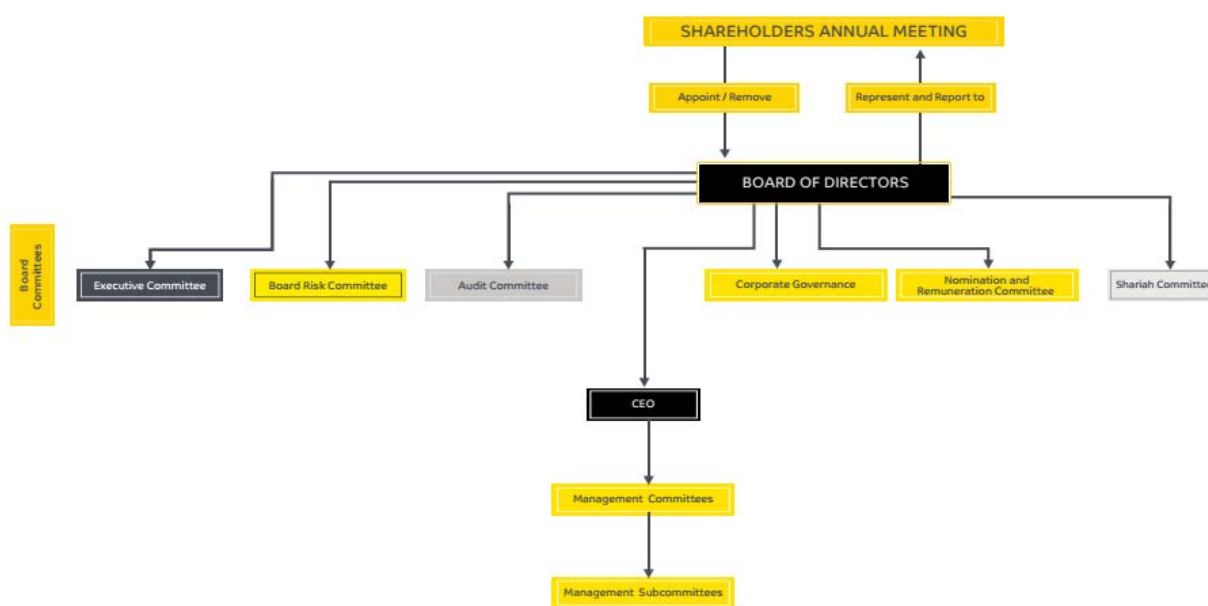 SHAREHOLDERS ANNUAL MEETING
Appoint / Remove
Represent and Report to
BOARD OF DIRECTORS
Board
Committees
Executive Committee
Board Risk Committee
Audit Committee
Corporate Governance
Nomination and
Remuneration Committee
Shariah Committee
CEO
Management Committees
Management Subcommittees